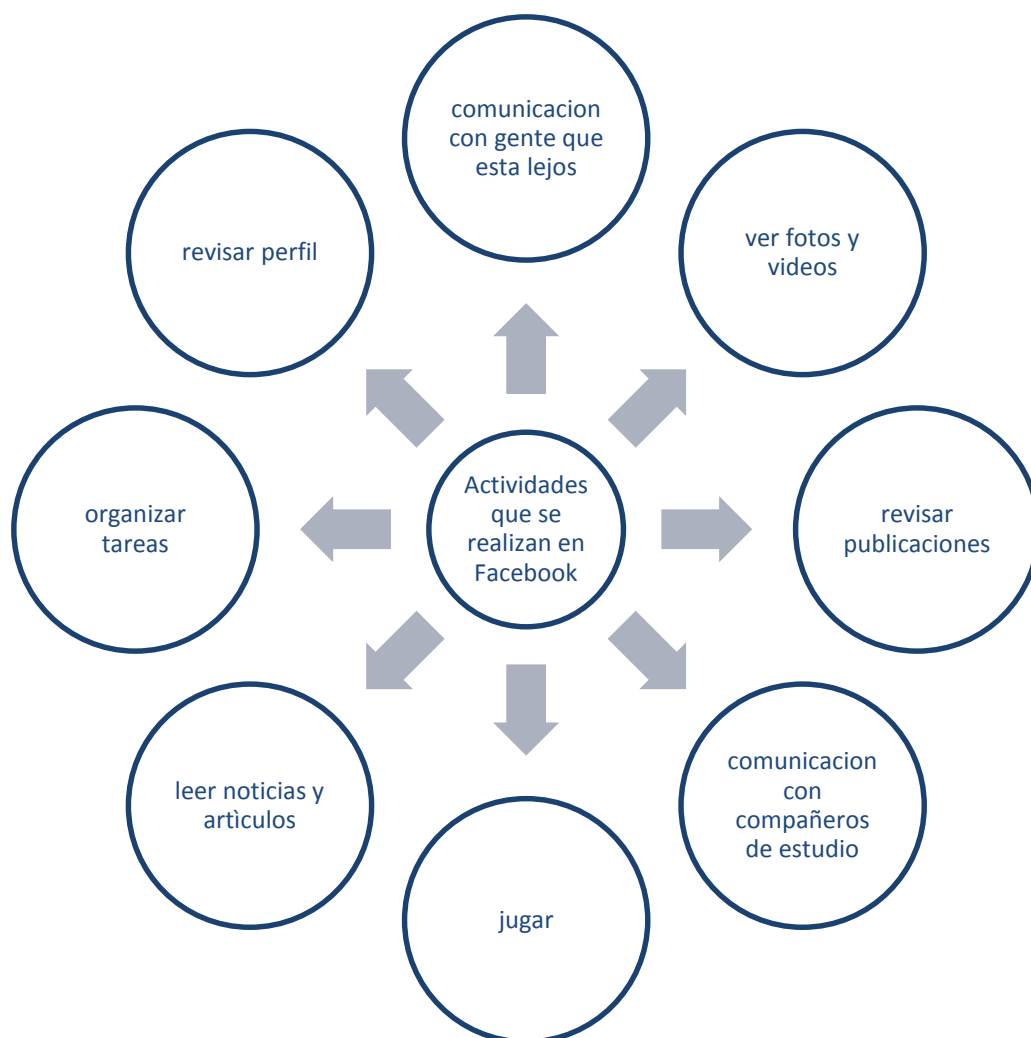 comunicacion
con gente que
esta lejos
ver fotos y
videos
revisar
publicaciones
comunicacion
con
compañeros
de estudio
jugar
leer noticias y
artìculos
organizar
tareas
revisar perfil
Actividades
que se
realizan en
Facebook